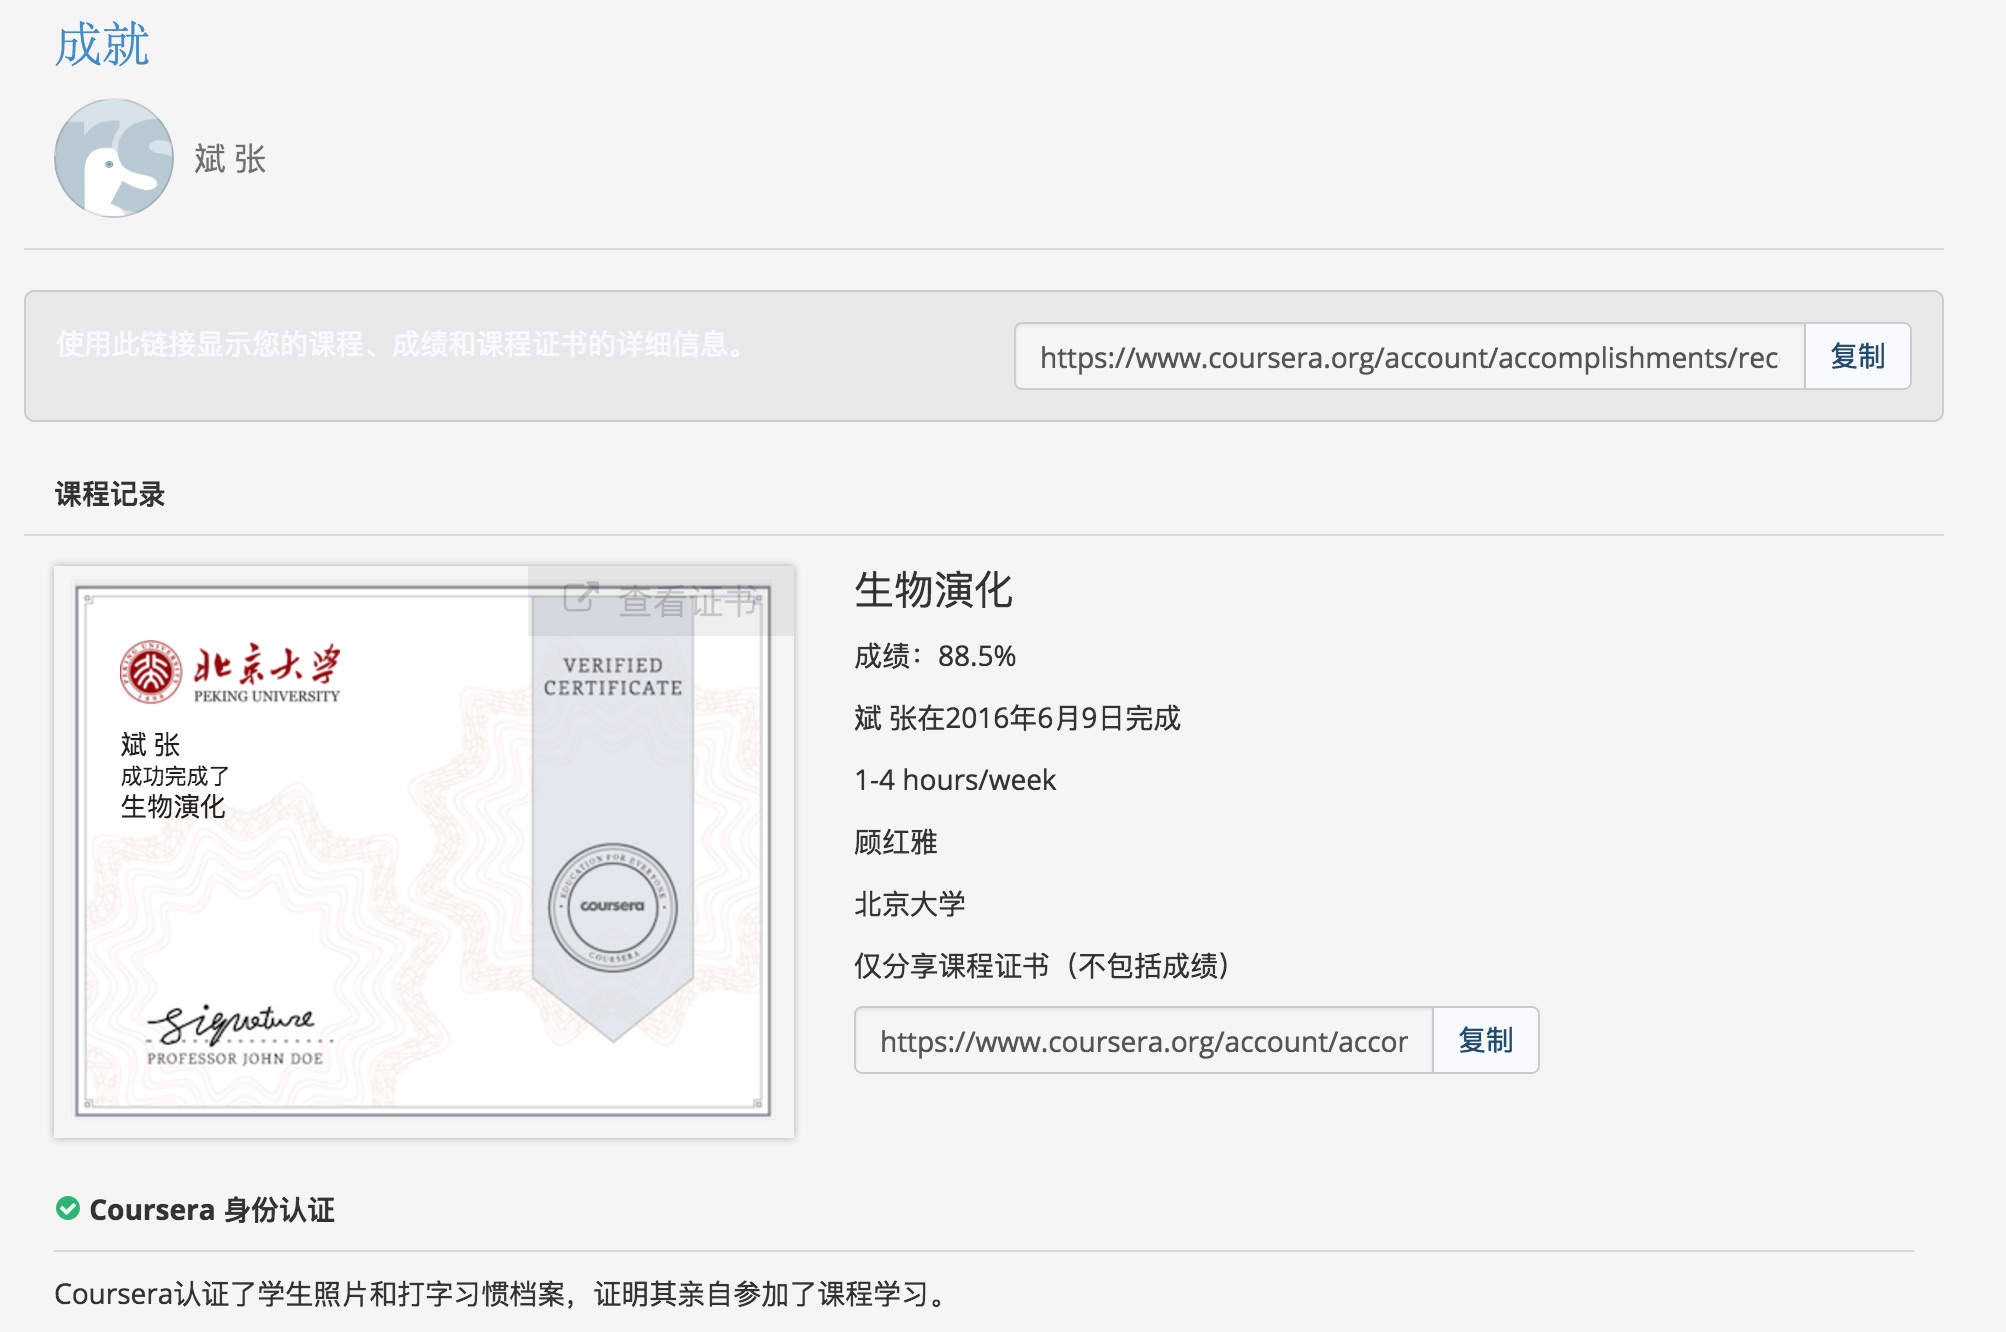 成就
斌 张
使用此链接显示您的课程、成绩和课程证书的详细信息。
https://www.coursera.org/account/accomplishments/rec
复制
课程记录
查看证书
北京大学
PEKING UNIVERSITY
斌 张
成功完成了
生物演化
VERIFIED
CERTIFICATE
EDUCATION FOR EVERYONE
coursera
COURSERA
Signature
PROFESSOR JOHN DOE
生物演化
成绩：88.5%
斌 张在2016年6月9日完成
1-4 hours/week
顾红雅
北京大学
仅分享课程证书（不包括成绩）
https://www.coursera.org/account/accor
复制
Coursera 身份认证
Coursera认证了学生照片和打字习惯档案，证明其亲自参加了课程学习。